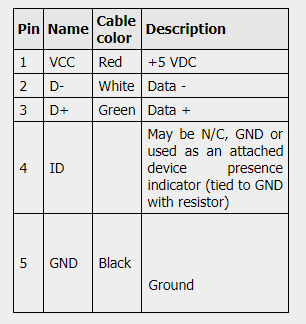 Pin Name Cable color Description
1 VCC Red +5 VDC
2 D- White Data -
3 D+ Green Data +
4 ID May be N/C, GND or
used as an attached
device presence
indicator (tied to GND
with resistor)
5 GND Black Ground